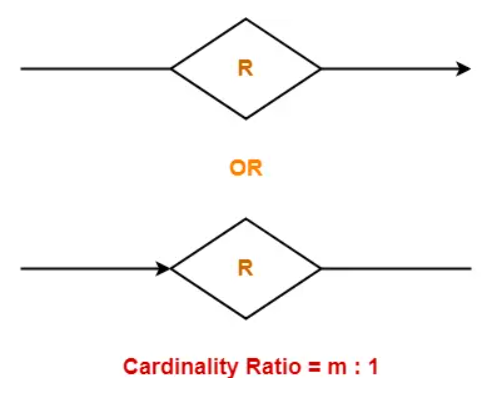 R
OR
R
Cardinality Ratio = m : 1